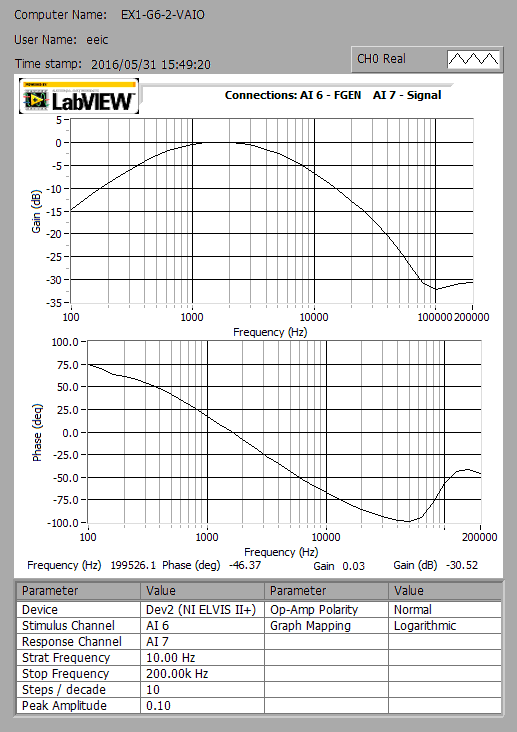 Computer Name: EX1-G6-2-VAIO
User Name: eeic
Time stamp: 2016/05/31 15:49:20
CH0 Real
LabVIEW
Connections: AI 6 - FGEN AI 7 - Signal
Gain (dB)
5
0
-5
-10
-15
-20
-25
-30
-35
100 1000 10000 100000 200000
Frequency (Hz)
Phase (deq)
100.0
75.0
50.0
25.0
0.0
-25.0
-50.0
-75.0
-100.0
100 1000 10000 200000
Frequency (Hz)
Frequency (Hz) 199526.1 Phase (deg) -46.37 Gain 0.03 Gain (dB) -30.52
Parameter Value Parameter Value
Device Dev2 (NI ELVIS II+) Op-Amp Polarity Normal
Stimulus Channel AI 6 Graph Mapping Logarithmic
Response Channel AI 7
Strat Frequency 10.00 Hz
Stop Frequency 200.00k Hz
Steps / decade 10
Peak Amplitude 0.10